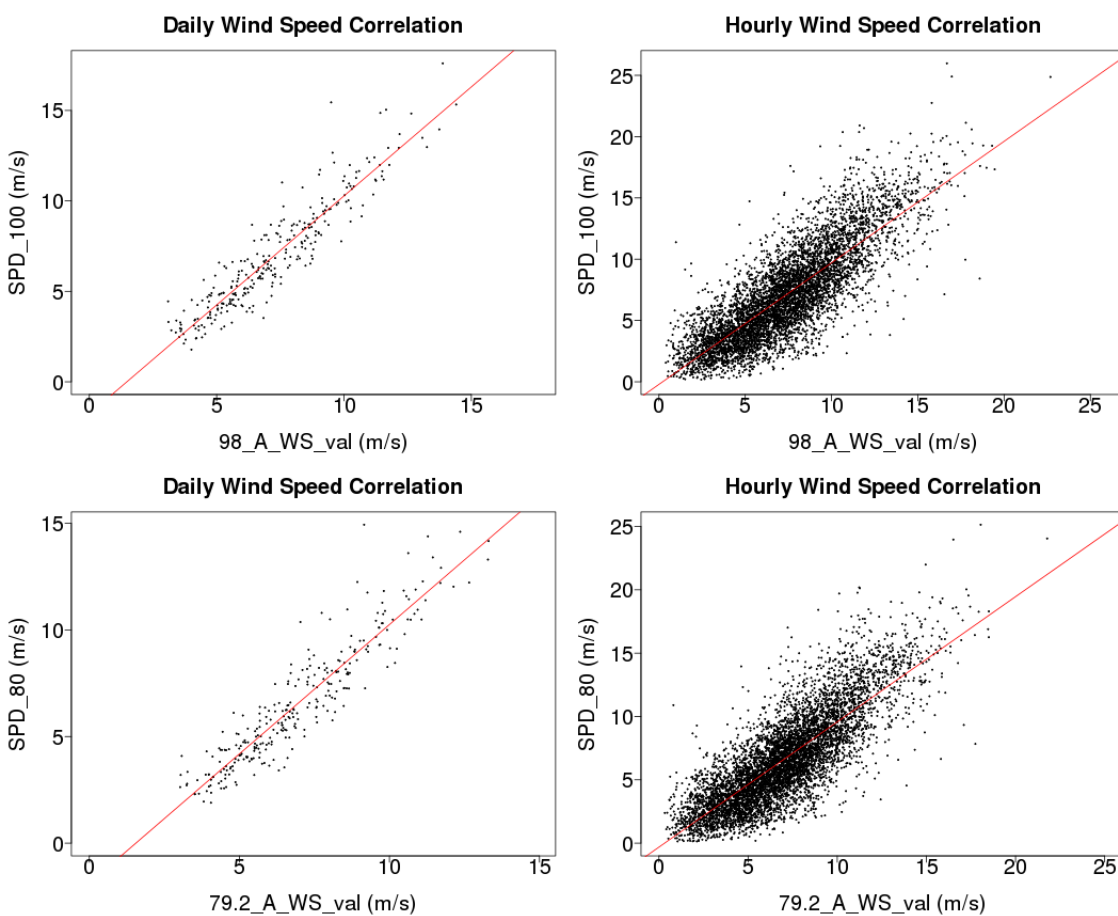 Daily Wind Speed Correlation
SPD_100 (m/s)
15
10
5
0
0 5 10 15
98_A_WS_val (m/s)
Hourly Wind Speed Correlation
SPD_100 (m/s)
25
20
15
10
5
0
0 5 10 15 20 25
98_A_WS_val (m/s)
Daily Wind Speed Correlation
SPD_80 (m/s)
15
10
5
0
0 5 10 15
79.2_A_WS_val (m/s)
Hourly Wind Speed Correlation
SPD_80 (m/s)
25
20
15
10
5
0
0 5 10 15 20 25
79.2_A_WS_val (m/s)